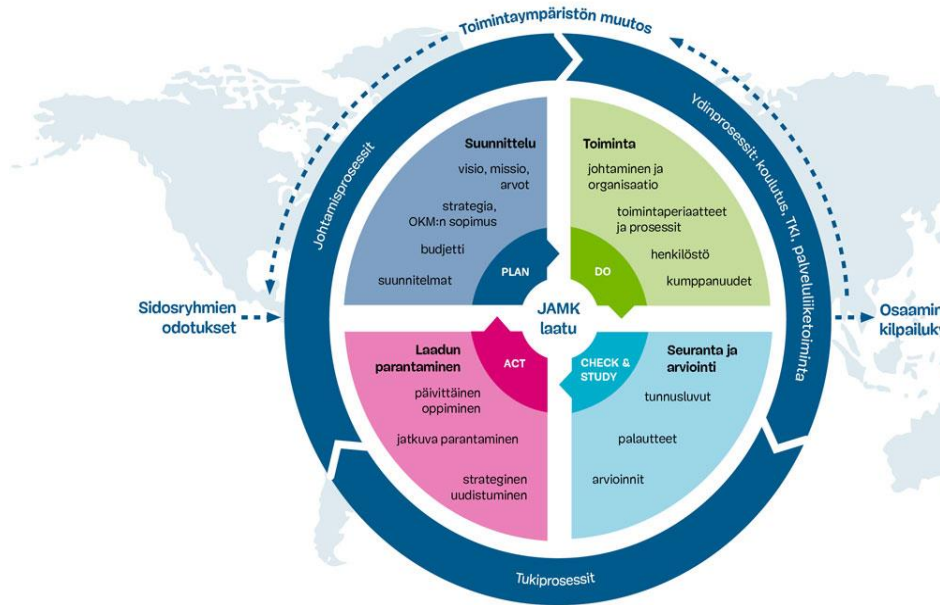 Toimintaympäristön muutos
Johtamisprosessit
Ydinprosessit: koulutus, TKI, palveluliiketoiminta
Suunnittelu
visio, missio,
arvot
strategia,
OKM:n sopimus
budjetti
suunnitelmat
PLAN
Toiminta
johtaminen ja
organisaatio
toimintaperiaatteet
ja prosessit
henkilöstö
kumppanuudet
DO
Sidosryhmien
odotukset
JAMK
laatu
Osaamin
kilpailuky
Laadun
parantaminen
päivittäinen
oppiminen
jatkuva parantaminen
strateginen
uudistuminen
ACT
CHECK &
STUDY
Seuranta ja
arviointi
tunnusluvut
palautteet
arvioinnit
Tukiprosessit